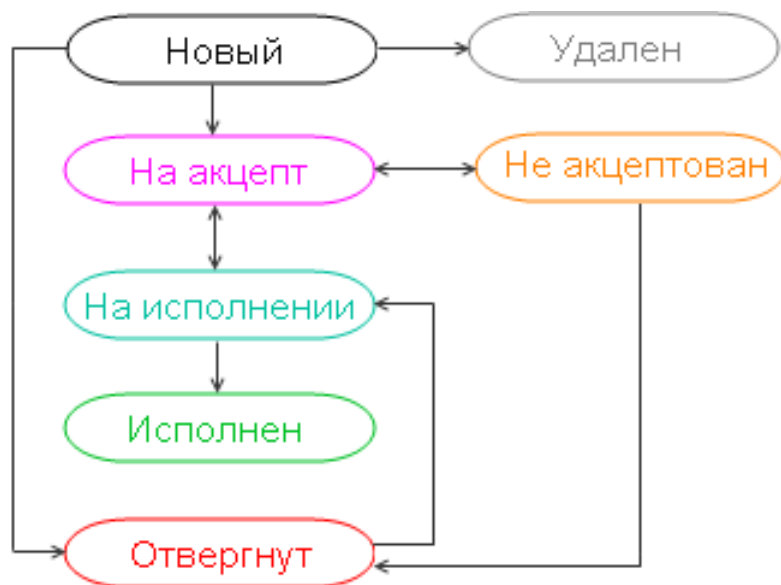 Новый
Удален
На акцепт
Не акцептован
На исполнении
Исполнен
Отвергнут